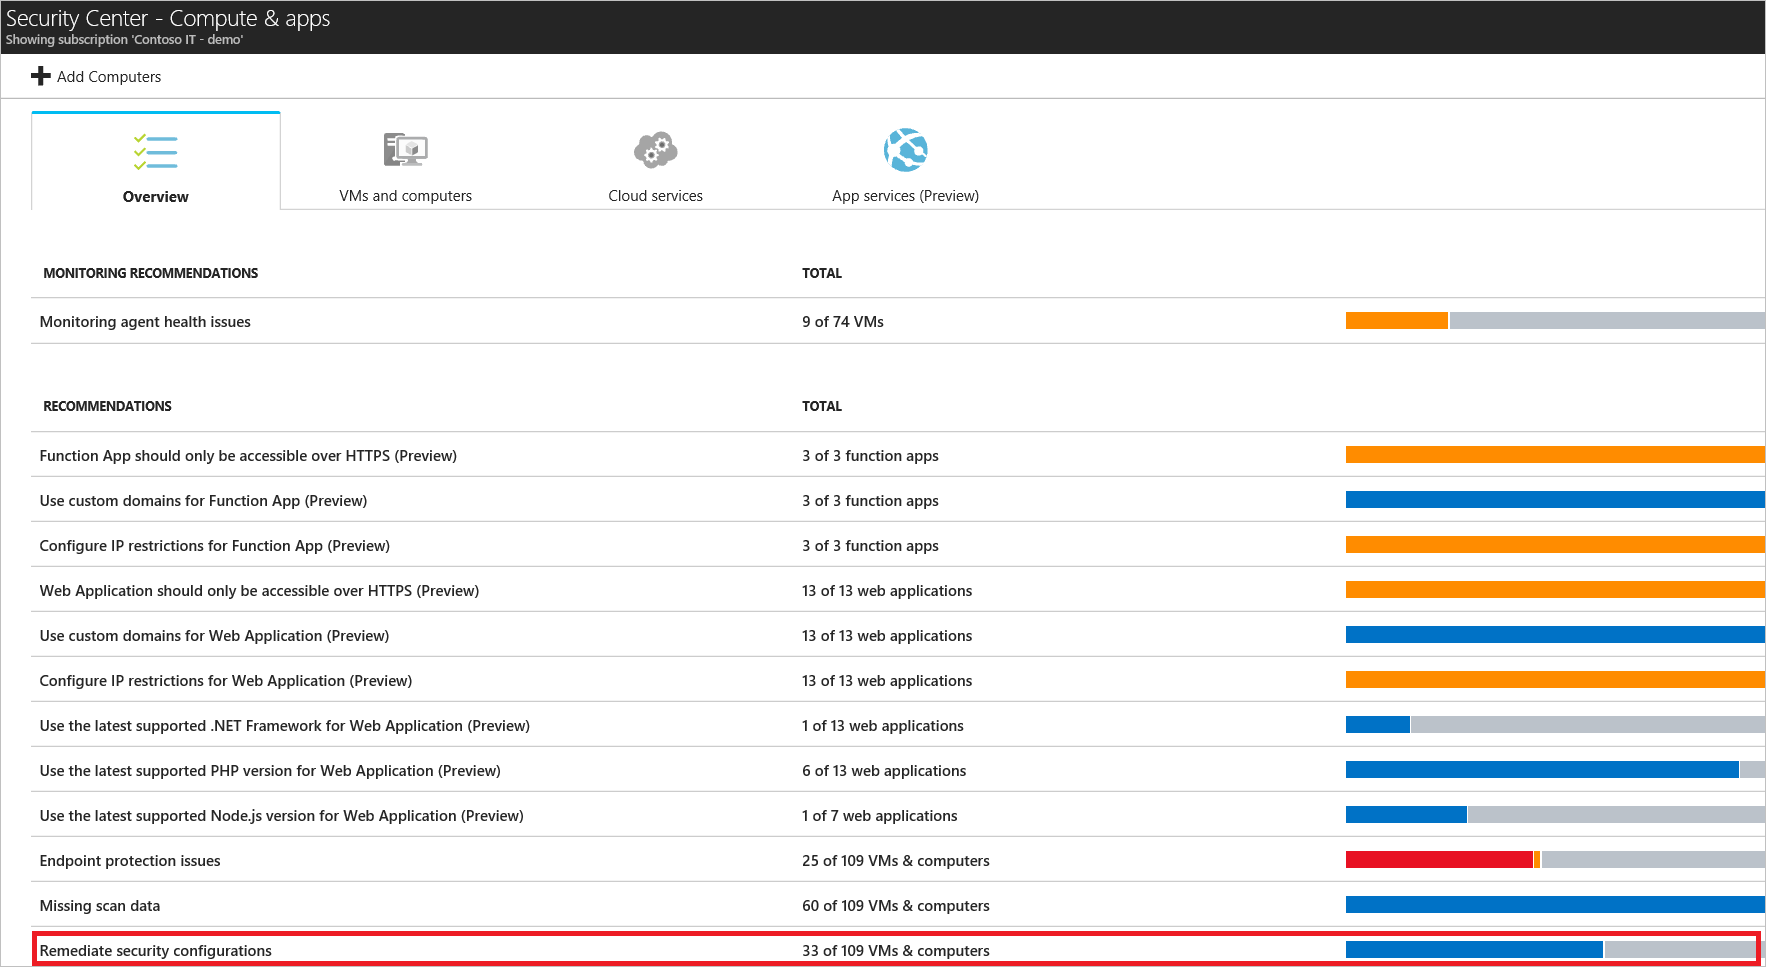 Security Center - Compute & apps
Showing subscription 'Contoso IT - demo'
Add Computers
Overview
VMs and computers
Cloud services
App services (Preview)
MONITORING RECOMMENDATIONS TOTAL
Monitoring agent health issues 9 of 74 VMs
RECOMMENDATIONS TOTAL
Function App should only be accessible over HTTPS (Preview) 3 of 3 function apps
Use custom domains for Function App (Preview) 3 of 3 function apps
Configure IP restrictions for Function App (Preview) 3 of 3 function apps
Web Application should only be accessible over HTTPS (Preview) 13 of 13 web applications
Use custom domains for Web Application (Preview) 13 of 13 web applications
Configure IP restrictions for Web Application (Preview) 13 of 13 web applications
Use the latest supported .NET Framework for Web Application (Preview) 1 of 13 web applications
Use the latest supported PHP version for Web Application (Preview) 6 of 13 web applications
Use the latest supported Node.js version for Web Application (Preview) 1 of 7 web applications
Endpoint protection issues 25 of 109 VMs & computers
Missing scan data 60 of 109 VMs & computers
Remediate security configurations 33 of 109 VMs & computers